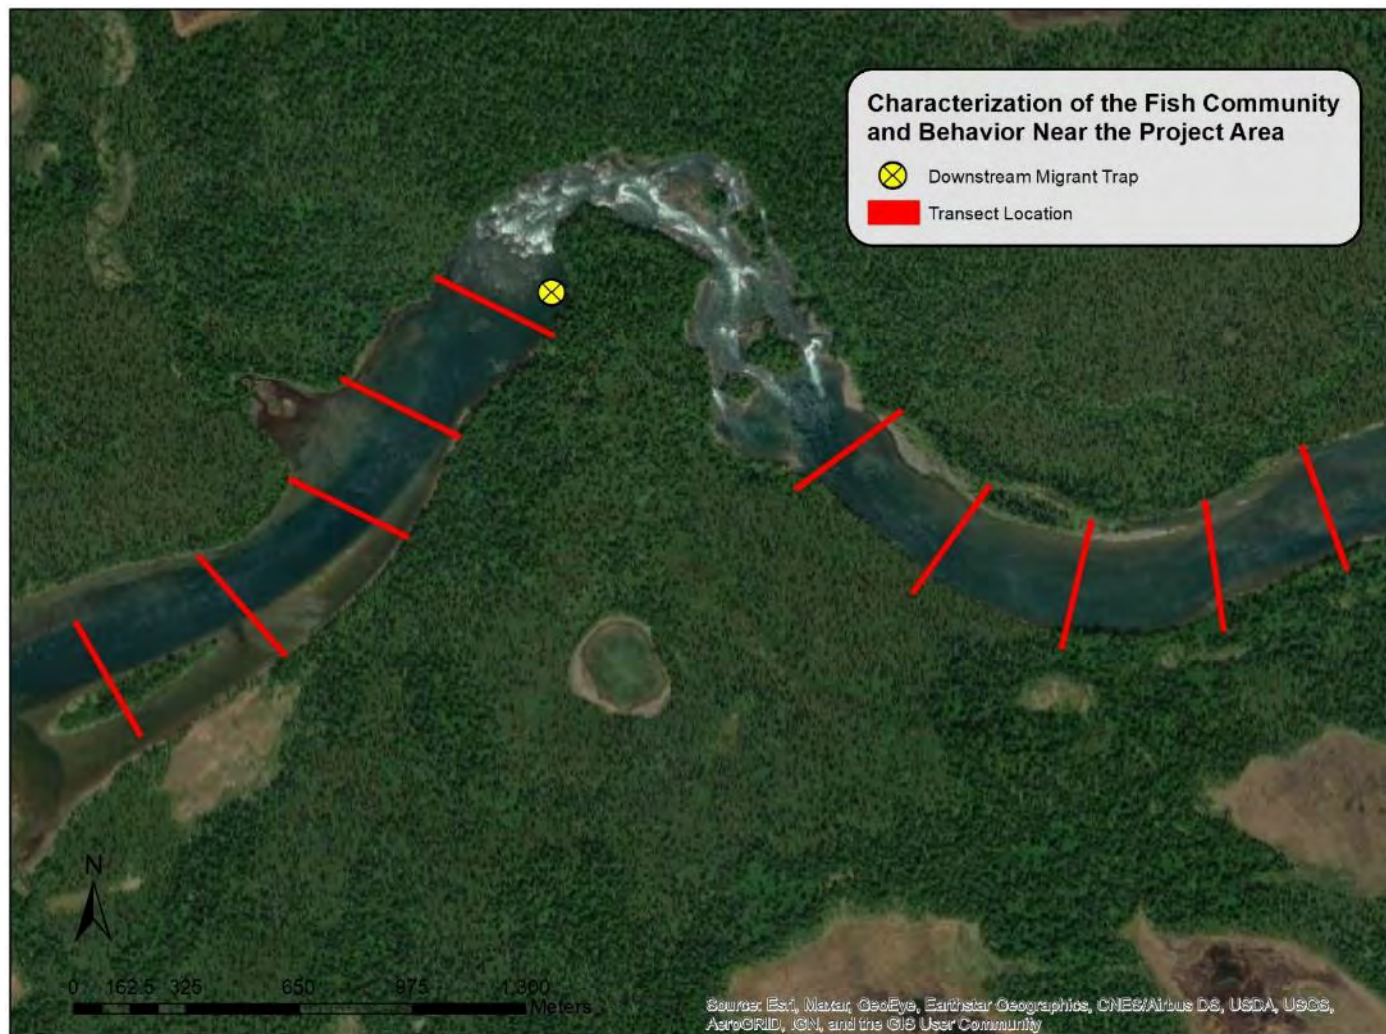 Characterization of the Fish Community
and Behavior Near the Project Area
Downstream Migrant Trap
Transect Location
N
0 162.5 325 650 975 1,300
Meters
Source: Esri, Maxar, GeoEye, Earthstar Geographics, CNES/Airbus DS, USDA, USGS,
AeroGRID, IGN, and the GIS User Community